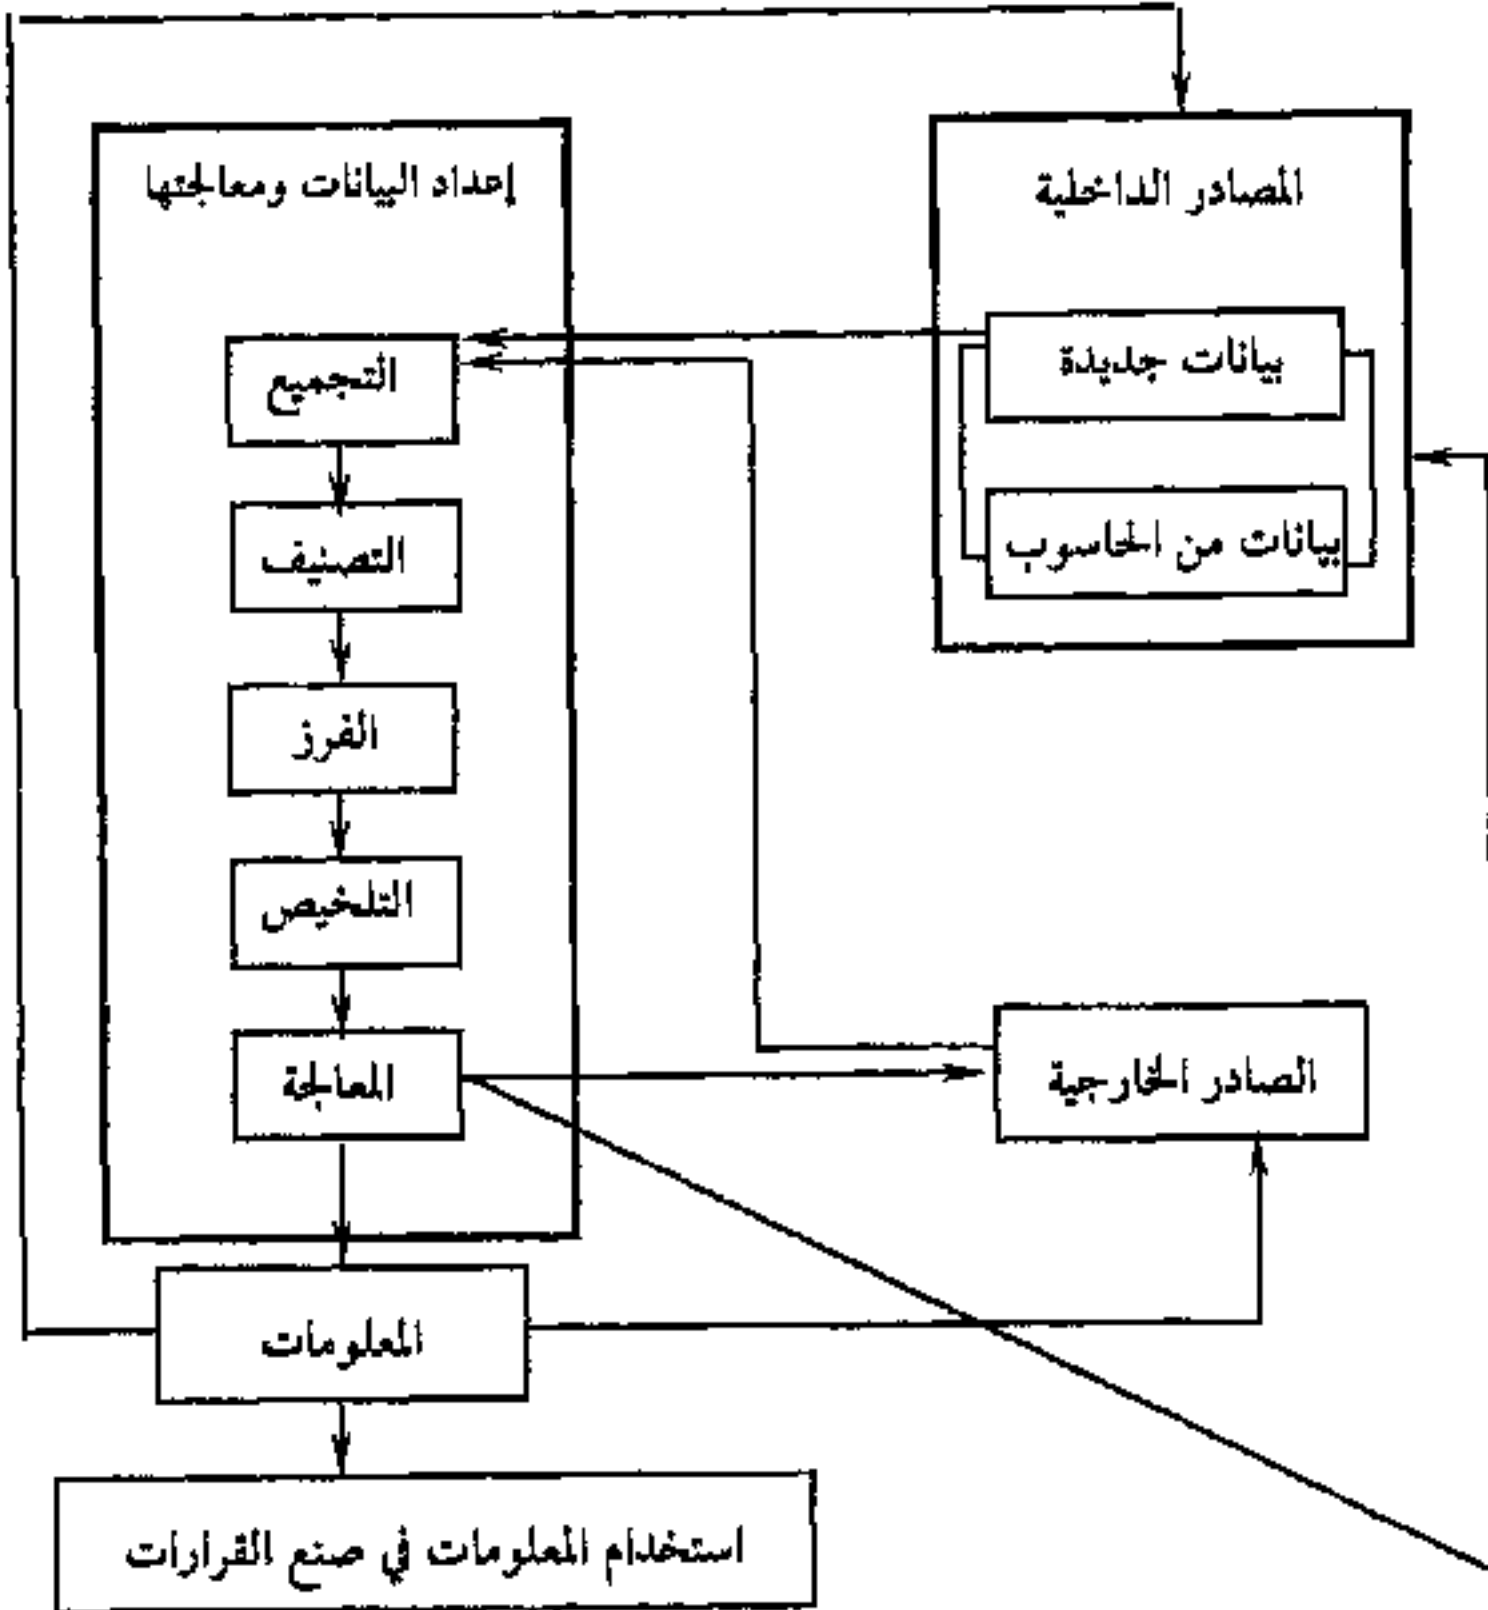 المصادر الداخلية
بيانات جديدة
بيانات من الحاسوب
إعداد البيانات ومعالجتها
التجميع
التصنيف
الفرز
التلخيص
المعالجة
الصادر الخارجية
المعلومات
استخدام المعلومات في صنع القرارات